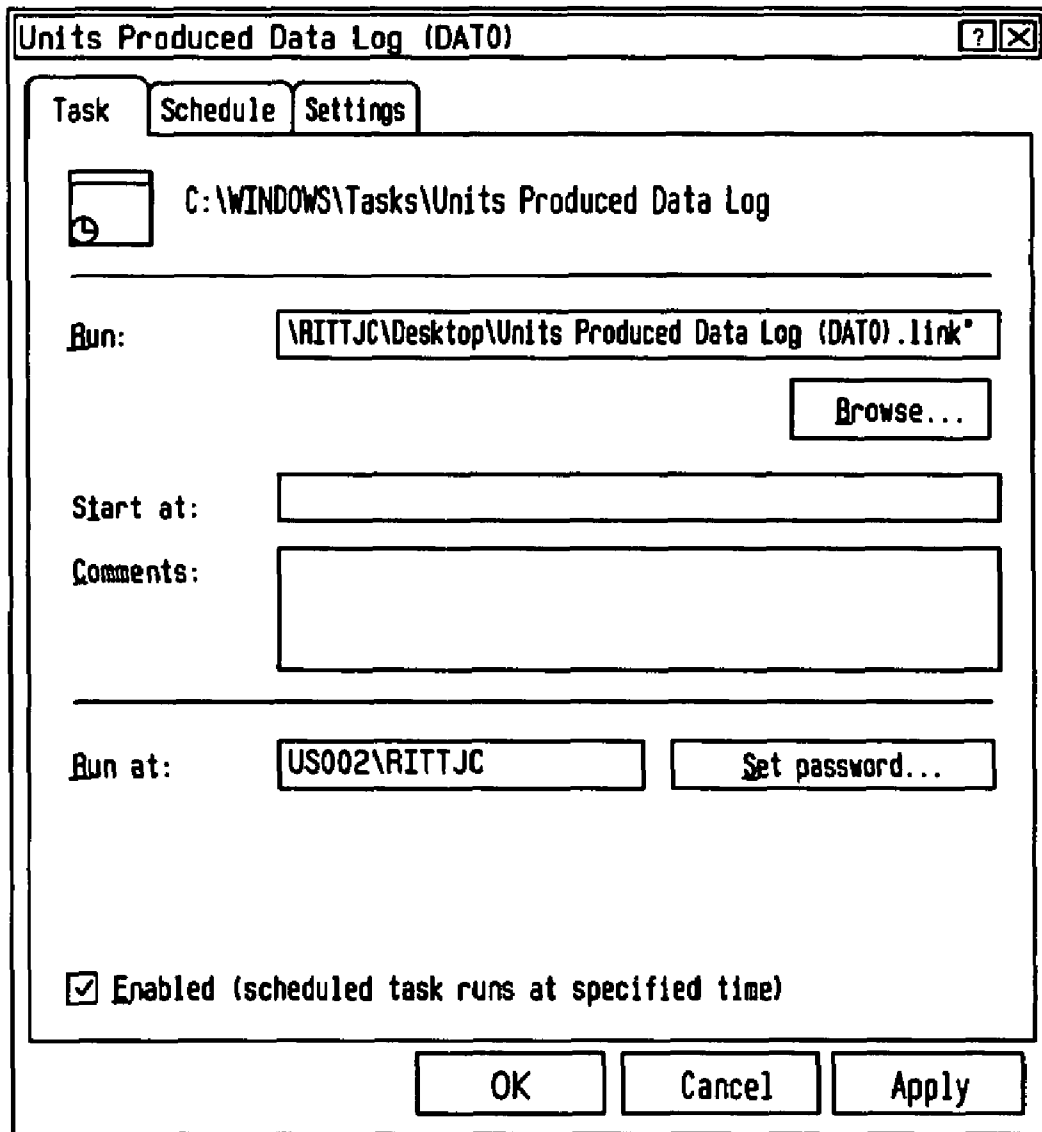 Units Produced Data Log (DAT0) ?
Task Schedule Settings
C:\WINDOWS\Tasks\Units Produced Data Log
Run: \RITTJC\Desktop\Units Produced Data Log (DAT0).link"
Browse...
Start at:
Comments:
Run at: US002\RITTJC Set password...
Enabled (scheduled task runs at specified time)
OK Cancel Apply